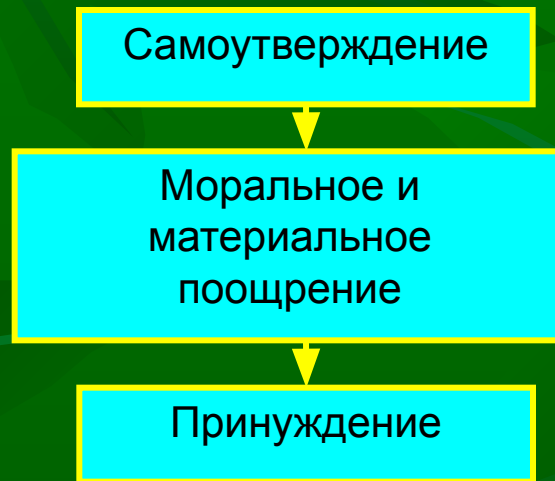 Самоутверждение
Моральное и
материальное
поощрение
Принуждение